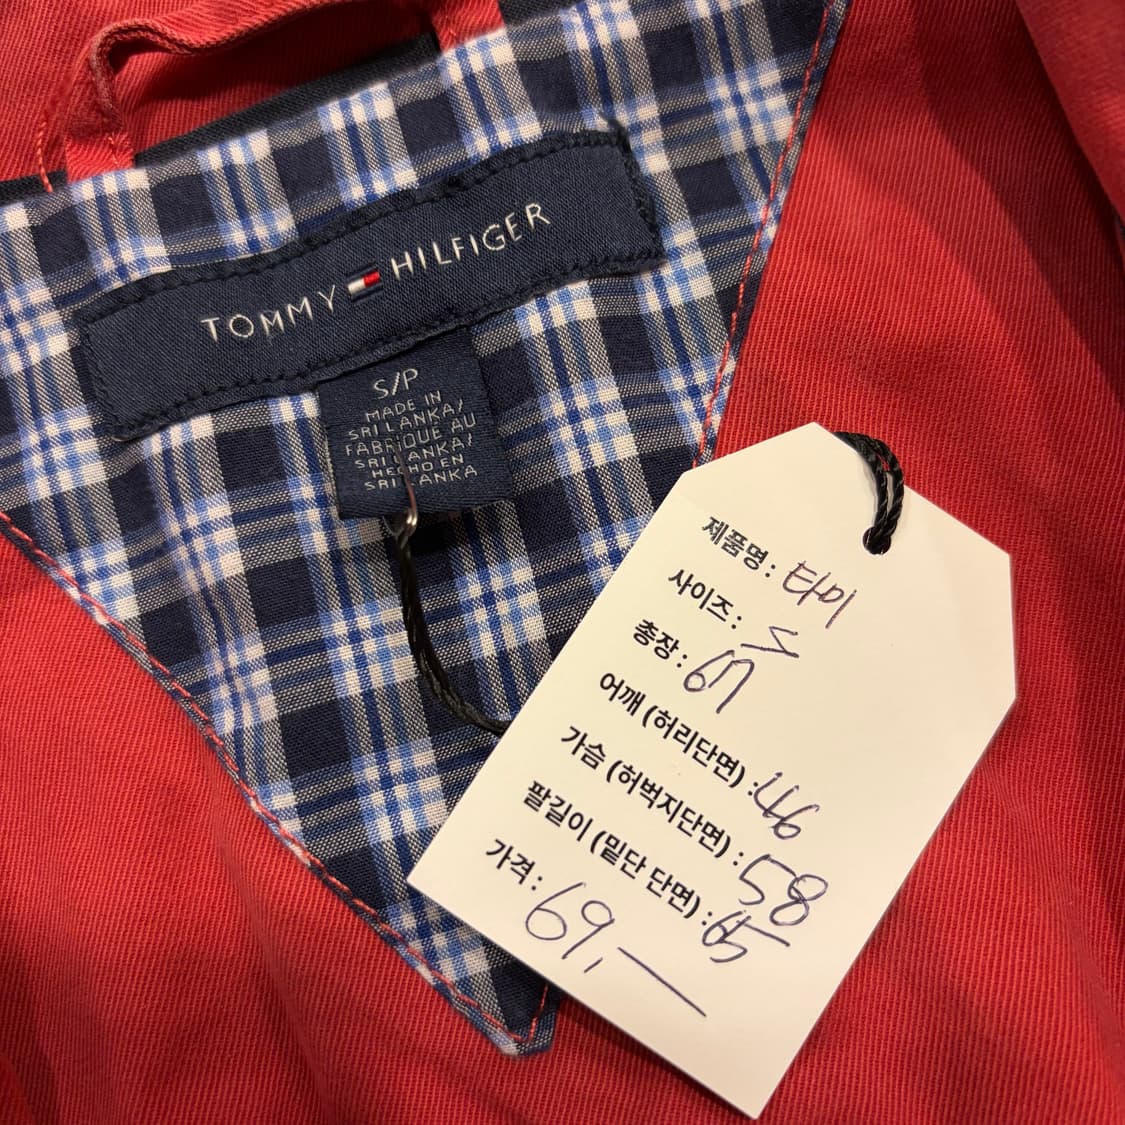 TOMMY HILFIGER
S/P
MADE IN
SRI LANKA/
FABRIQUE AU
SRI LANKA/
HECHO EN
SRI LANKA
제품명 : 타미
사이즈 : S
총장 : 67
어깨 (허리단면) : 46
가슴 (허벅지단면) : 58
팔길이 (밑단 단면) : 65
가격 : 69,—